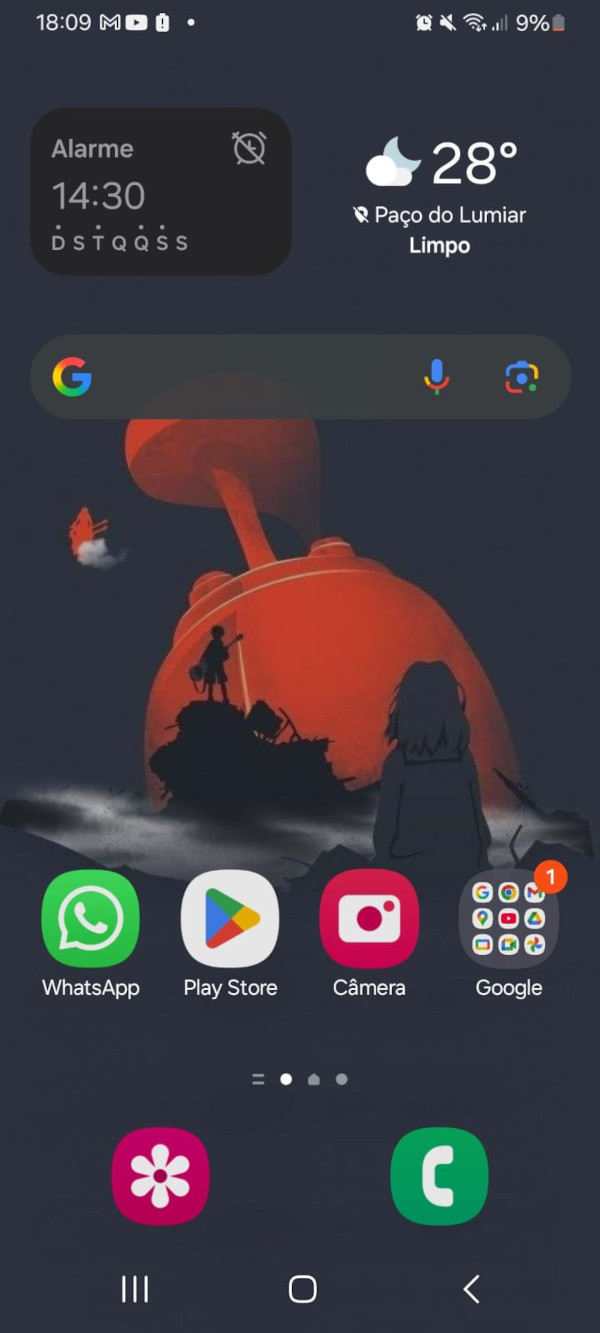 18:09
9%
Alarme
14:30
D S T Q Q S S
28°
Paço do Lumiar
Limpo
1
WhatsApp
Play Store
Câmera
Google